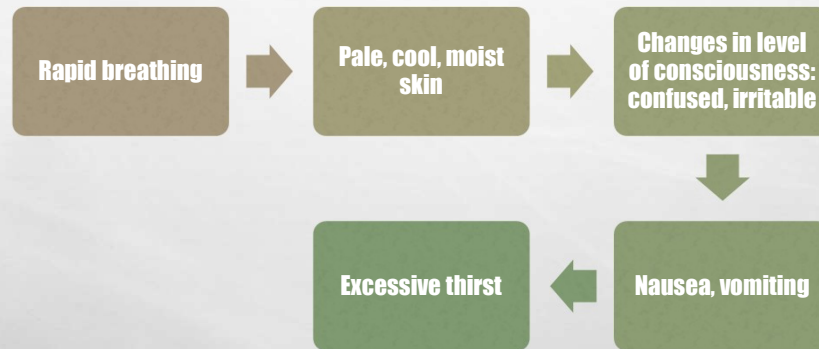 Rapid breathing
Pale, cool, moist
skin
Changes in level
of consciousness:
confused, irritable
Nausea, vomiting
Excessive thirst